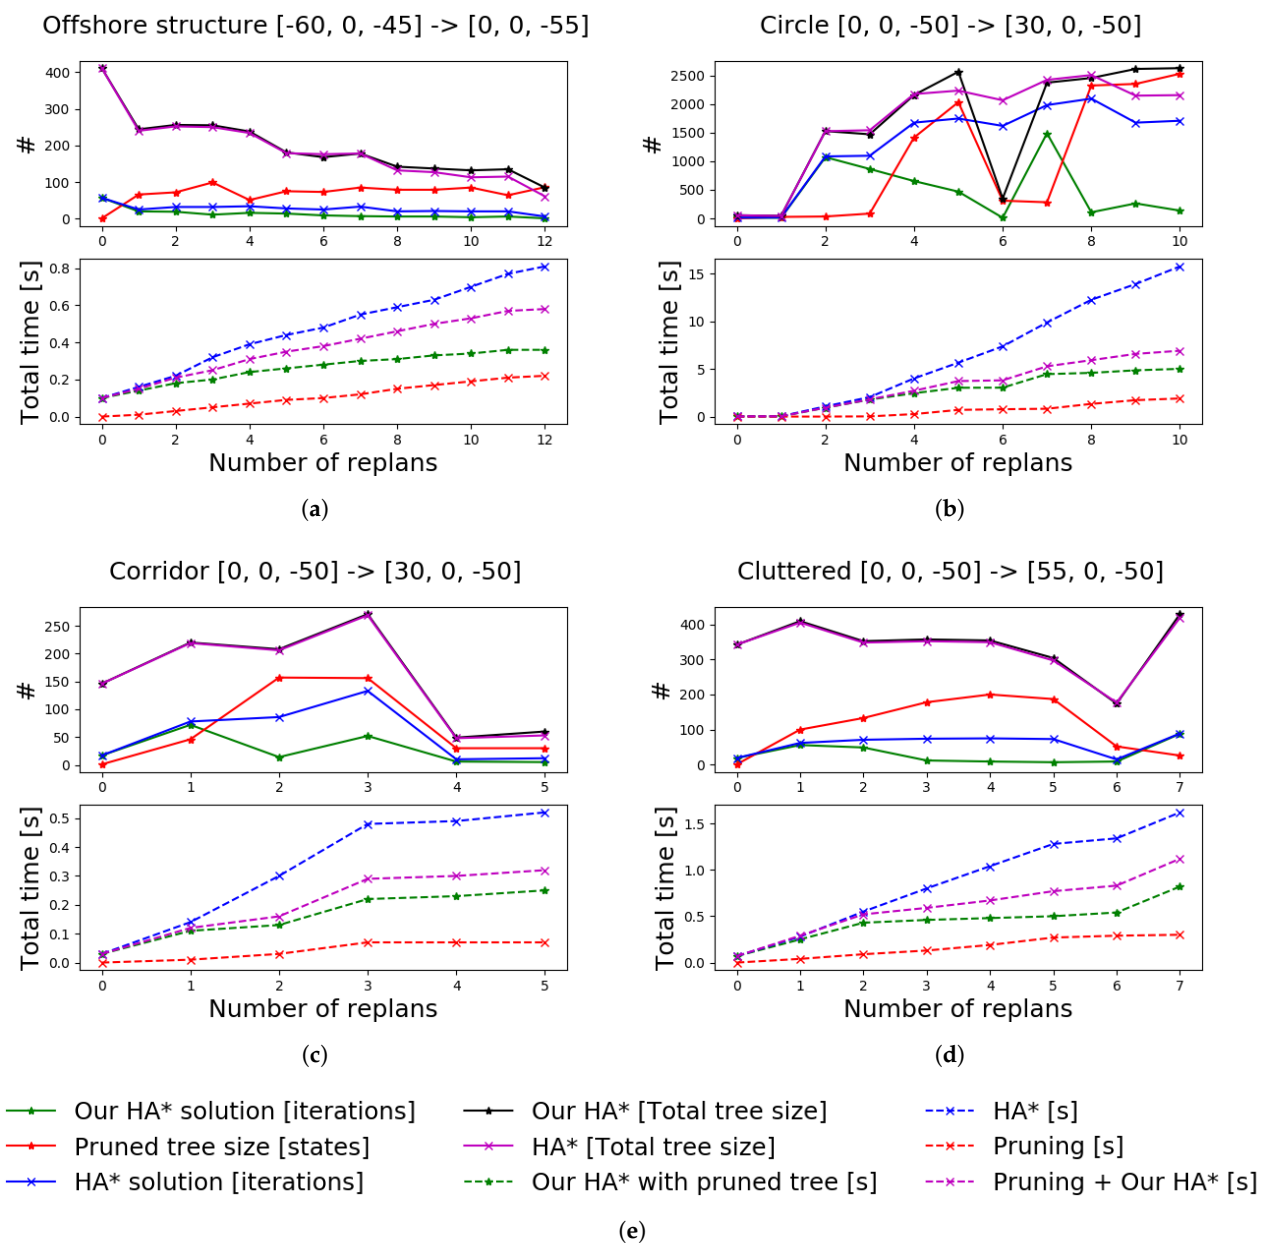 Offshore structure [-60, 0, -45] -> [0, 0, -55]
400
300
200
100
0
#
0 2 4 6 8 10 12
0.8
0.6
0.4
0.2
0.0
Total time [s]
0 2 4 6 8 10 12
Number of replans
(a)
Circle [0, 0, -50] -> [30, 0, -50]
2500
2000
1500
1000
500
0
#
0 2 4 6 8 10
15
10
5
0
Total time [s]
0 2 4 6 8 10
Number of replans
(b)
Corridor [0, 0, -50] -> [30, 0, -50]
250
200
150
100
50
0
#
0 1 2 3 4 5
0.5
0.4
0.3
0.2
0.1
0.0
Total time [s]
0 1 2 3 4 5
Number of replans
(c)
Cluttered [0, 0, -50] -> [55, 0, -50]
400
300
200
100
0
#
0 1 2 3 4 5 6 7
1.5
1.0
0.5
0.0
Total time [s]
0 1 2 3 4 5 6 7
Number of replans
(d)
Our HA* solution [iterations]
Pruned tree size [states]
HA* solution [iterations]
Our HA* [Total tree size]
HA* [Total tree size]
Our HA* with pruned tree [s]
HA* [s]
Pruning [s]
Pruning + Our HA* [s]
(e)